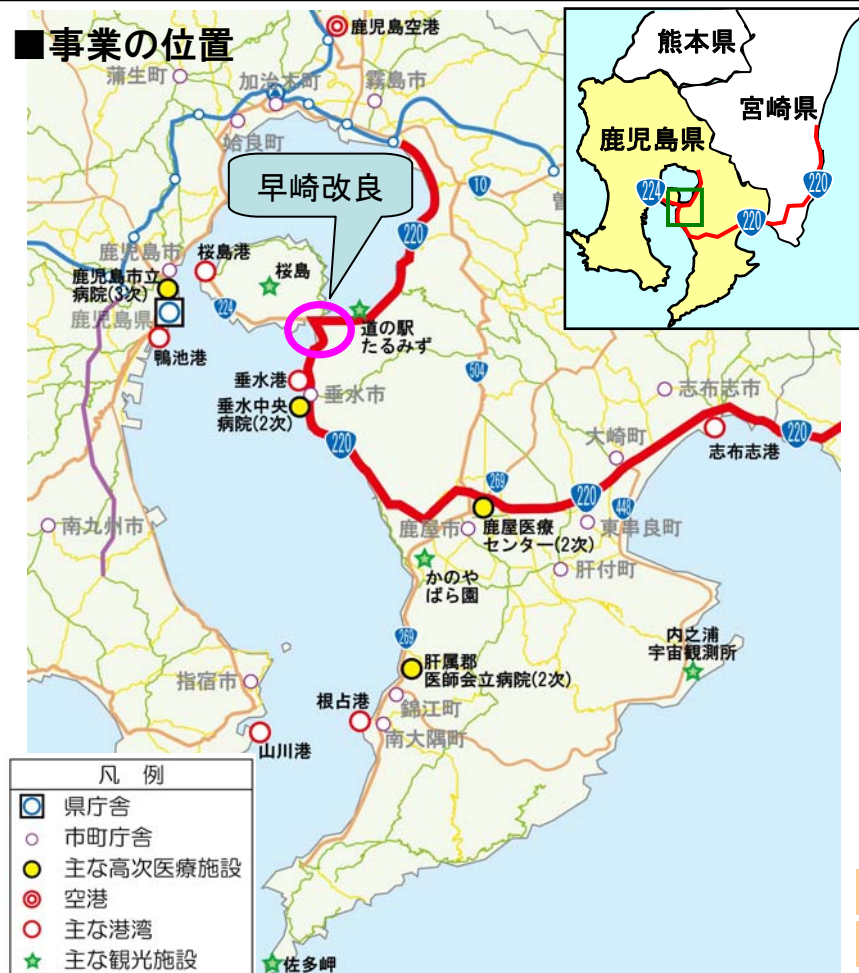 ■事業の位置
鹿児島空港
蒲生町
加治木町
霧島市
姶良町
熊本県
宮崎県
鹿児島県
224
220
220
早崎改良
10
曽
220
鹿児島市
桜島港
桜島
鹿児島市立
病院(3次)
鹿児島県
224
道の駅
たるみず
鴨池港
垂水港
垂水市
垂水中央
病院(2次)
504
志布志市
大崎町
220
志布志港
220
269
220
448
南九州市
鹿屋市
鹿屋医療
センター(2次)
東串良町
肝付町
かのや
ばら園
269
内之浦
宇宙観測所
肝属郡
医師会立病院(2次)
指宿市
根占港
錦江町
南大隅町
山川港
凡 例
県庁舎
市町庁舎
主な高次医療施設
空港
主な港湾
主な観光施設
佐多岬